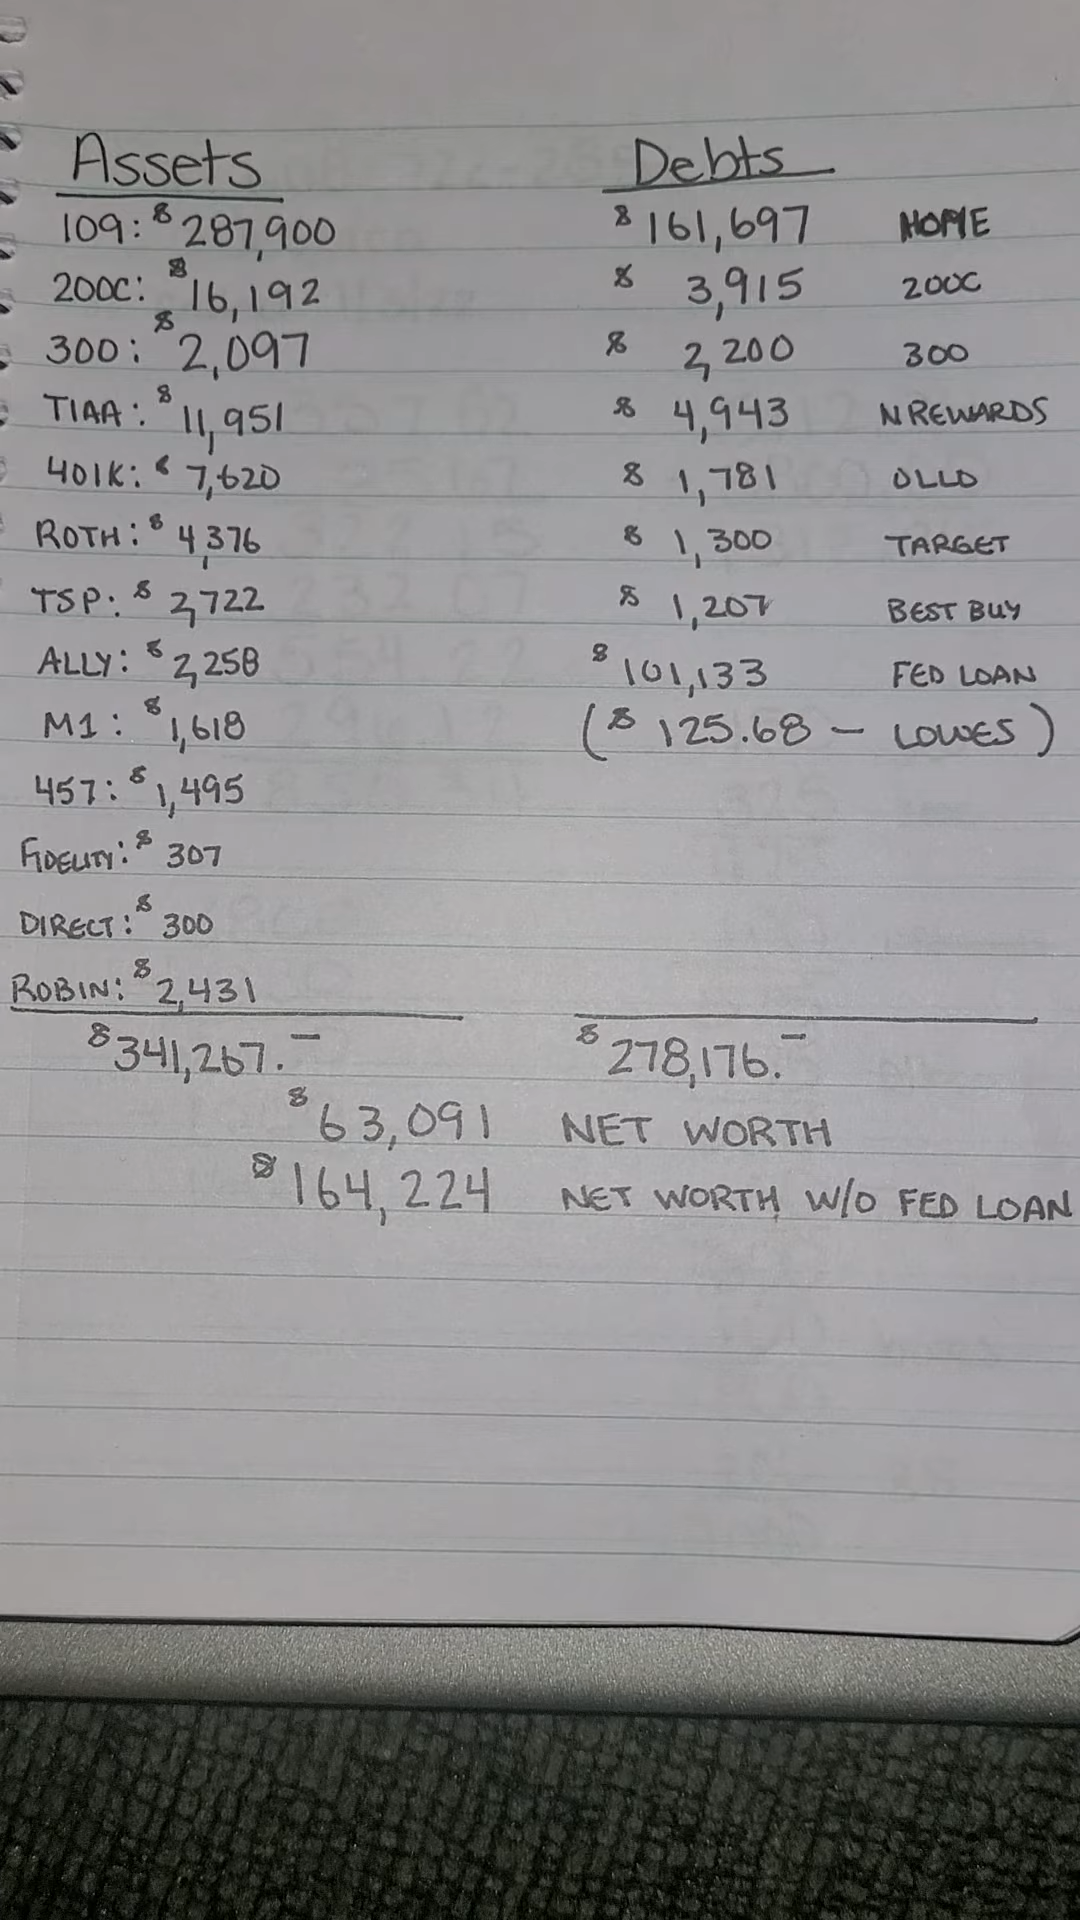 Assets Debts
109: $287,900 $161,697 HOME
200C: $16,192 $3,915 200C
300: $2,097 $2,200 300
TIAA: $11,951 $4,943 NREWARDS
401K: $7,620 $1,781 OLLO
ROTH: $4,376 $1,300 TARGET
TSP: $2,722 $1,207 BEST BUY
ALLY: $2,258 $101,133 FED LOAN
M1: $1,618 ($125.68 - LOWES)
457: $1,495
FIDELITY: $307
DIRECT: $300
ROBIN: $2,431
$341,267.- $278,176.-
$63,091 NET WORTH
$164,224 NET WORTH W/O FED LOAN